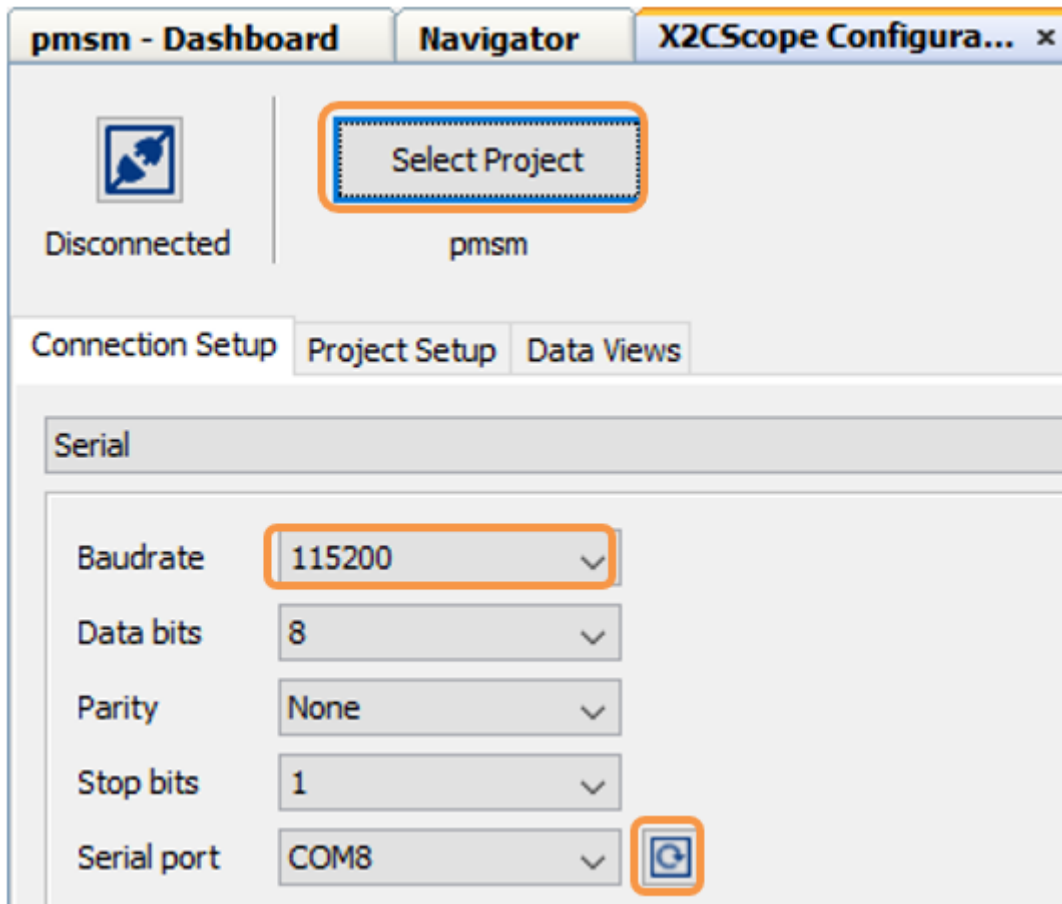 pmsm - Dashboard Navigator X2CScope Configura... ×
Select Project
Disconnected pmsm
Connection Setup Project Setup Data Views
Serial
Baudrate 115200
Data bits 8
Parity None
Stop bits 1
Serial port COM8